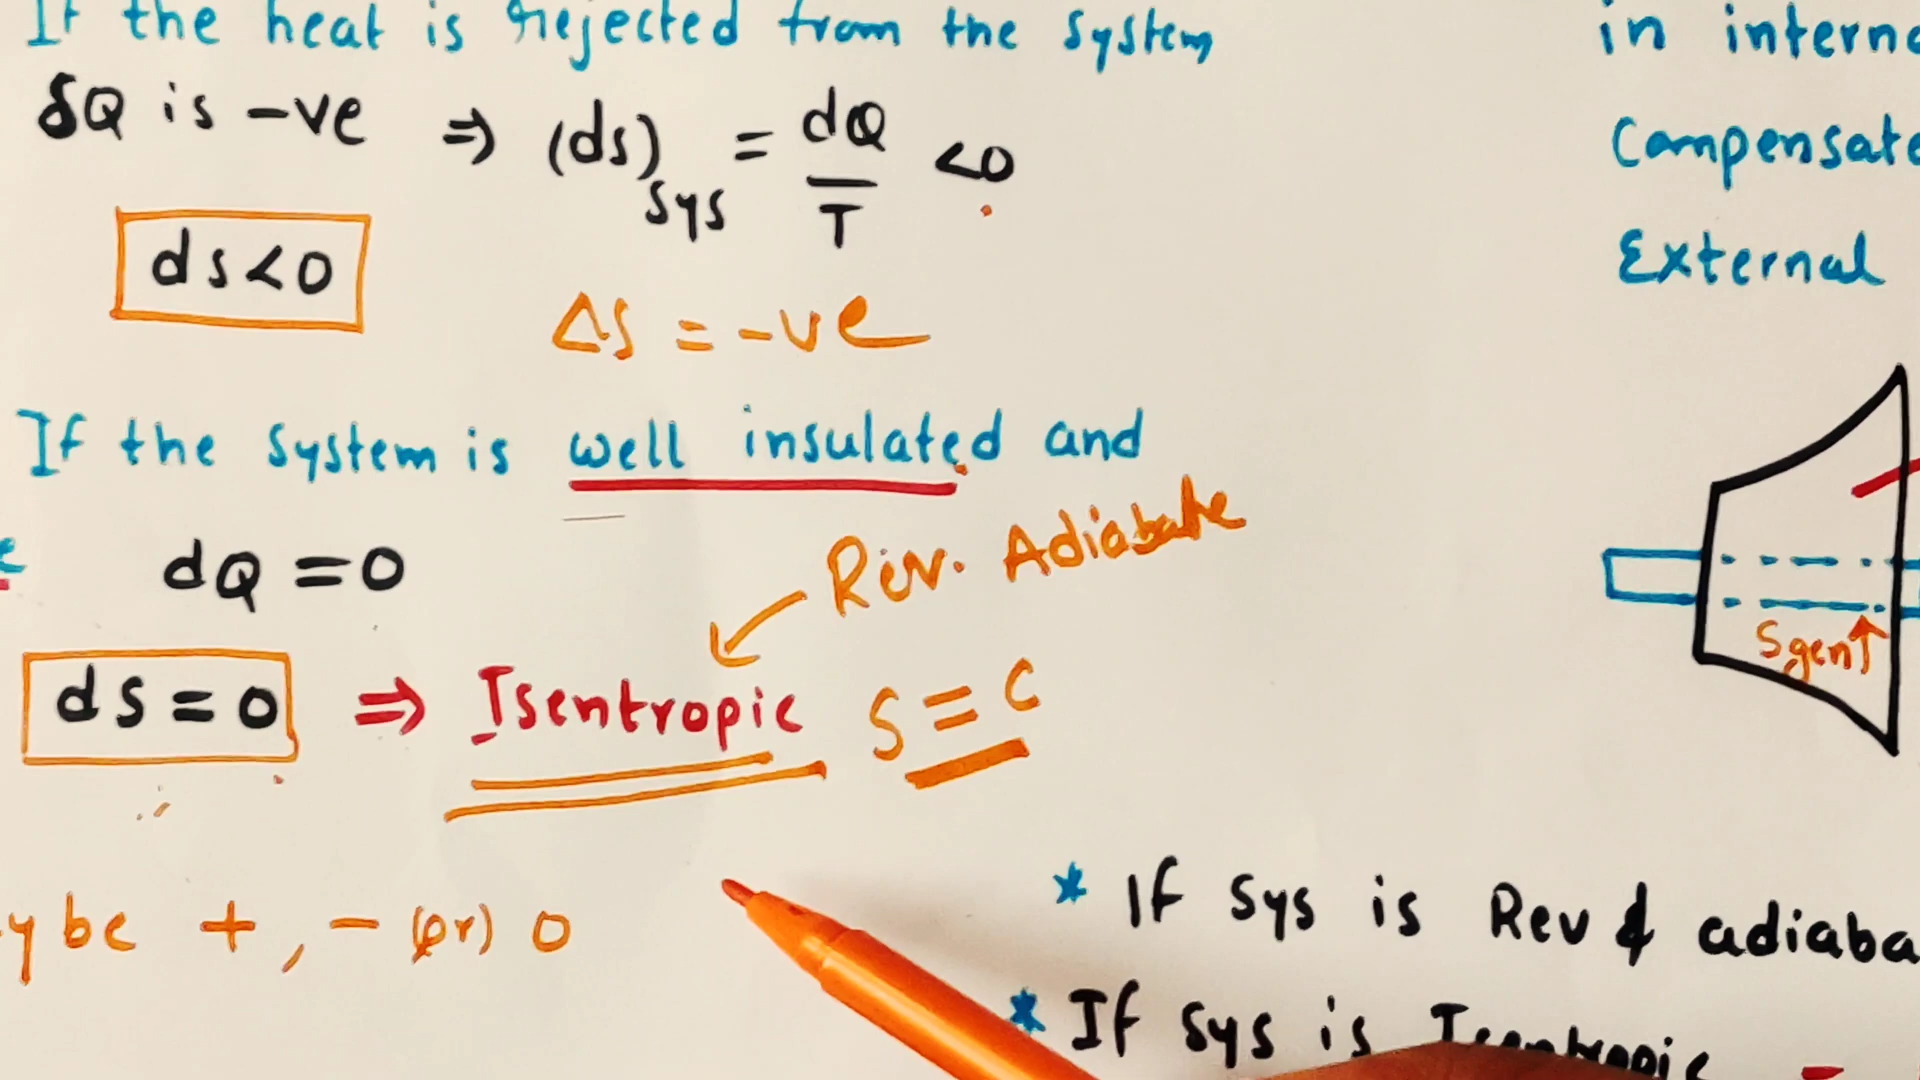 If the heat is rejected from the system
δQ is -ve ⇒ (ds)sys = dQ/T <0
ds<0
Δs = -ve
If the system is well insulated and
dQ = 0
Rev. Adiabatic
ds = 0 ⇒ Isentropic S = C
be +, - (or) 0
in
Compensate
External
Sgen↑
* If sys is Rev &
* If sys is Isentropic